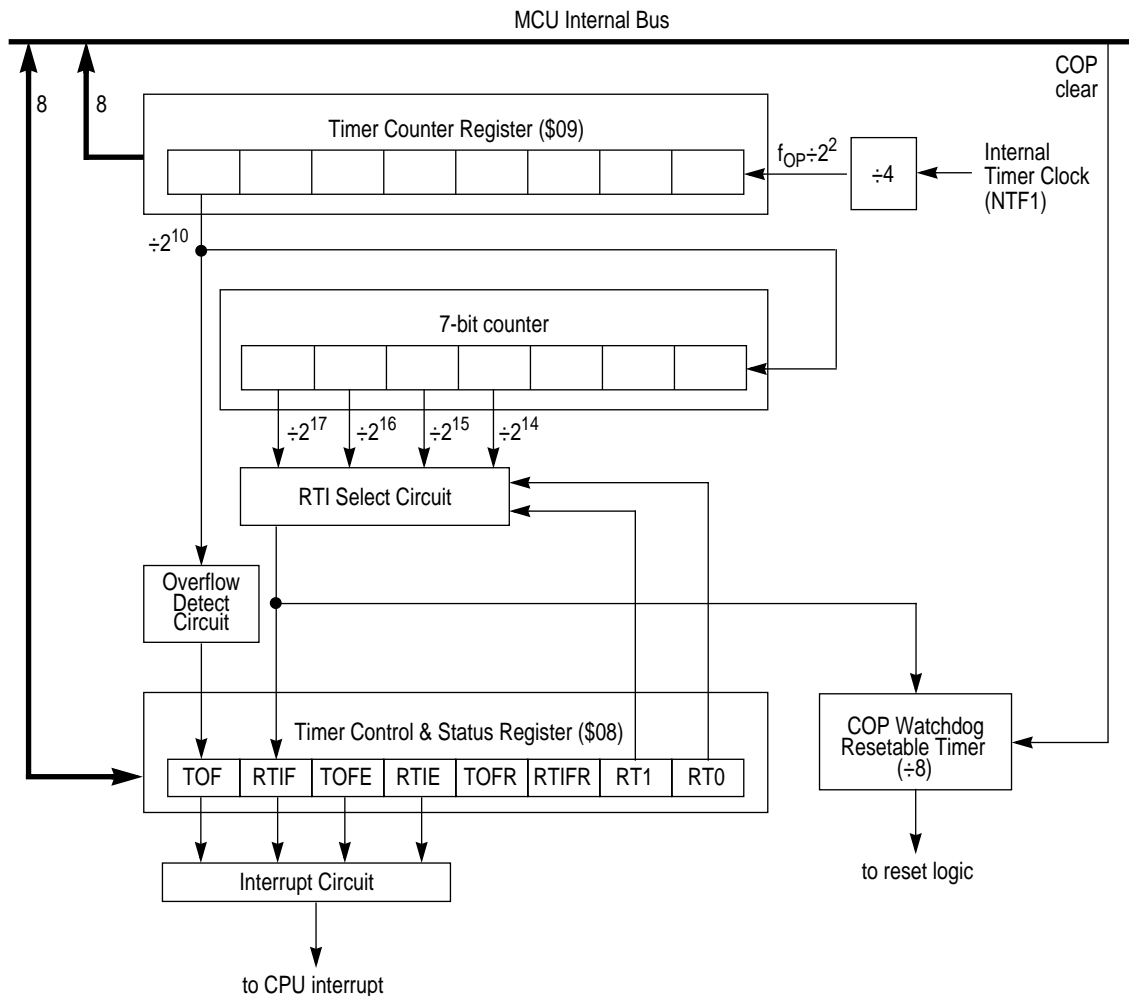 MCU Internal Bus
COP
clear
8
8
Timer Counter Register ($09)
fOP÷2²
÷4
Internal
Timer Clock
(NTF1)
÷2¹⁰
7-bit counter
÷2¹⁷
÷2¹⁶
÷2¹⁵
÷2¹⁴
RTI Select Circuit
Overflow
Detect
Circuit
Timer Control & Status Register ($08)
TOF RTIF TOFE RTIE TOFR RTIFR RT1 RT0
COP Watchdog
Resetable Timer
(÷8)
Interrupt Circuit
to reset logic
to CPU interrupt